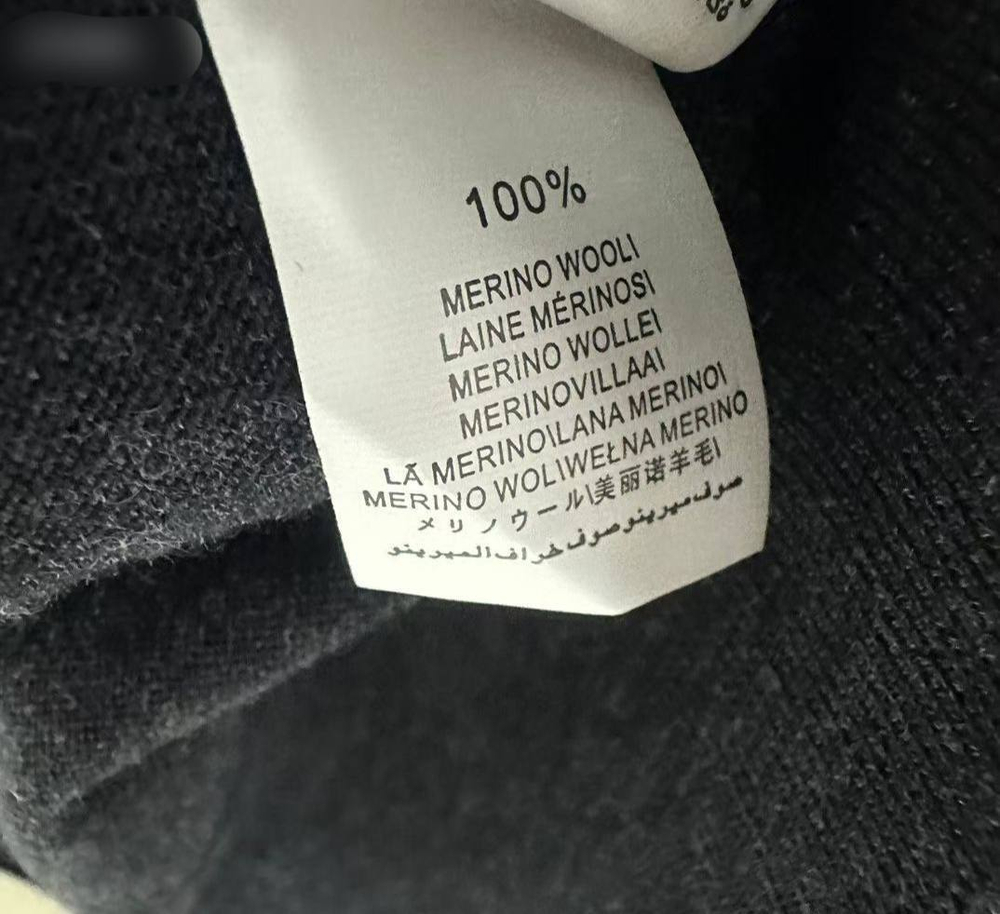 100%
MERINO WOOL\
LAINE MÉRINOS\
MERINO WOLLE\
MERINOVILLAA\
LÃ MERINO\LANA MERINO\
MERINO WOL\WEŁNA MERINO
メリノウール\美丽诺羊毛\
صوف ميرينو صوف خراف الميرينو